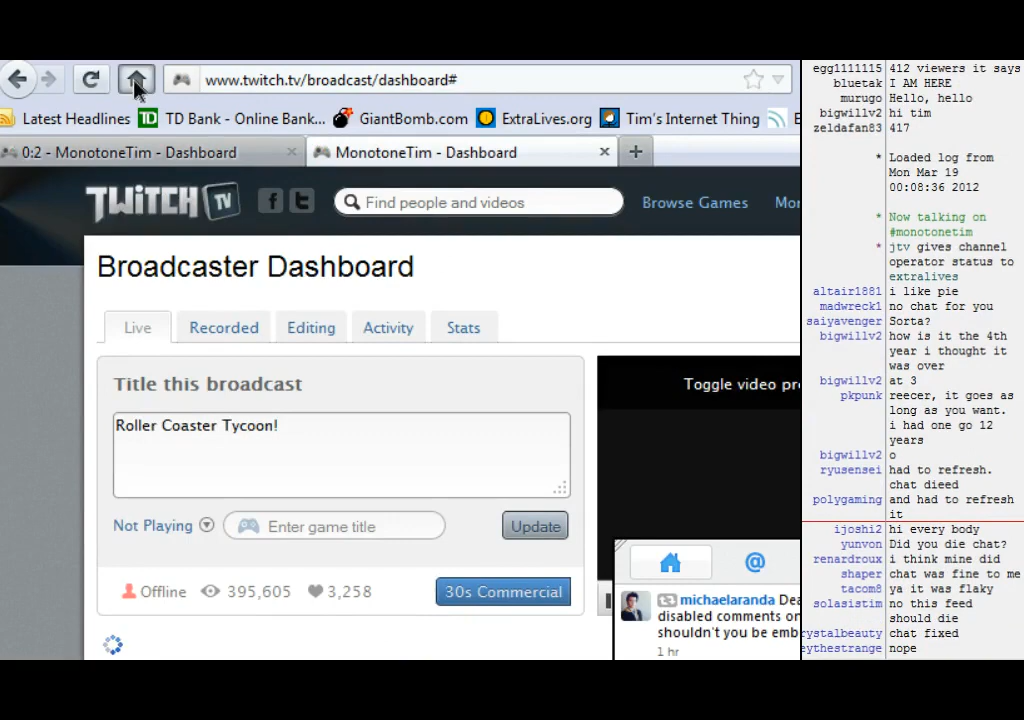 www.twitch.tv/broadcast/dashboard#
Latest Headlines TD TD Bank - Online Bank... GiantBomb.com ExtraLives.org Tim's Internet Thing
0:2 - MonotoneTim - Dashboard MonotoneTim - Dashboard
TWiTCH TV Find people and videos Browse Games
Broadcaster Dashboard
Live Recorded Editing Activity Stats
Title this broadcast
Toggle video
Roller Coaster Tycoon!
Not Playing Enter game title Update
Offline 395,605 3,258 30s Commercial
michaelaranda
disabled comments
shouldn't you be
1 hr
egg1111115 412 viewers it says
bluetak I AM HERE
murugo Hello, hello
bigwillv2 hi tim
zeldafan83 417
* Loaded log from
Mon Mar 19
00:08:36 2012
* Now talking on
#monotonetim
* jtv gives channel
operator status to
extralives
altair1881 i like pie
madwreck1 no chat for you
saiyavenger Sorta?
bigwillv2 how is it the 4th
year i thought it
was over
bigwillv2 at 3
pkpunk reecer, it goes as
long as you want.
i had one go 12
years
bigwillv2 o
ryusensei had to refresh.
chat dieed
polygaming and had to refresh
it
ijoshi2 hi every body
yunvon Did you die chat?
renardroux i think mine did
shaper chat was fine to me
tacom8 ya it was flaky
solasistim no this feed
should die
rystalbeauty chat fixed
eythestrange nope